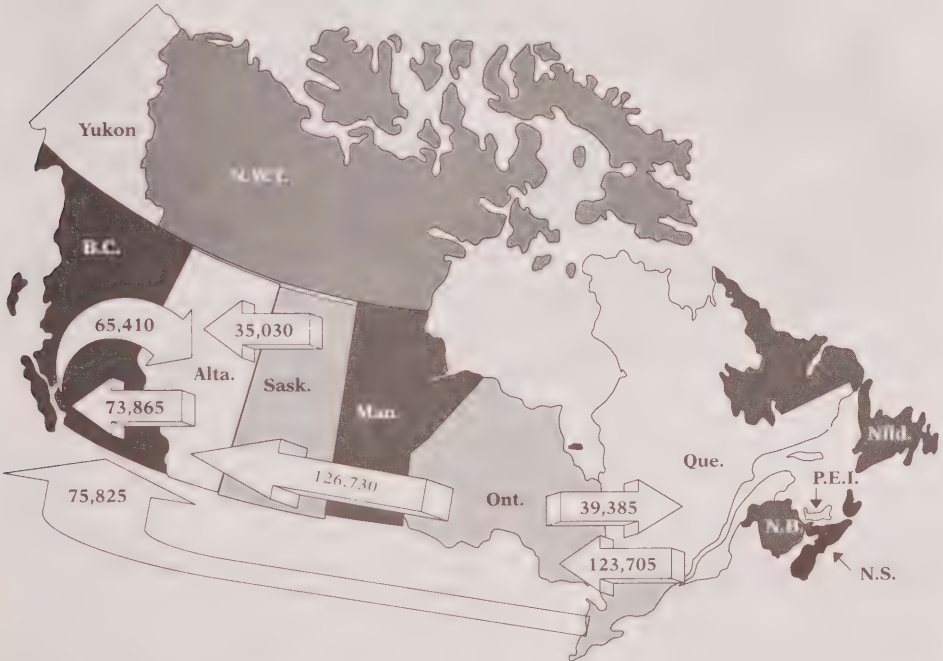 Yukon
N.W.T.
B.C.
65,410
35,030
Alta.
Sask.
73,865
Man.
Nfld.
126,730
Que.
P.E.I.
75,825
Ont.
39,385
N.B.
123,705
N.S.